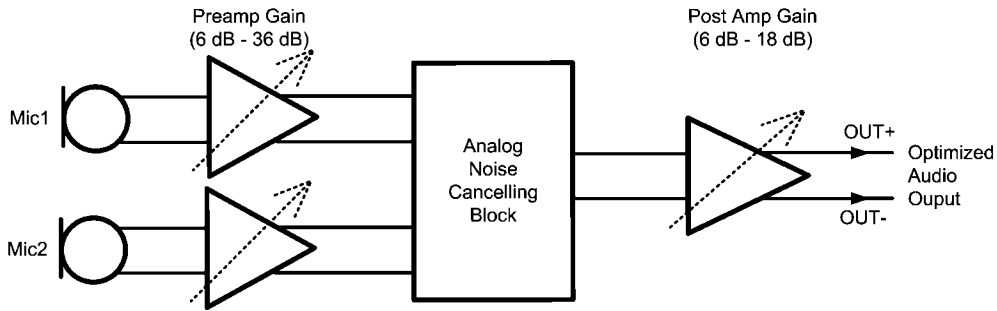 Preamp Gain
(6 dB - 36 dB)
Post Amp Gain
(6 dB - 18 dB)
Mic1
Mic2
Analog
Noise
Cancelling
Block
OUT+
OUT-
Optimized
Audio
Ouput